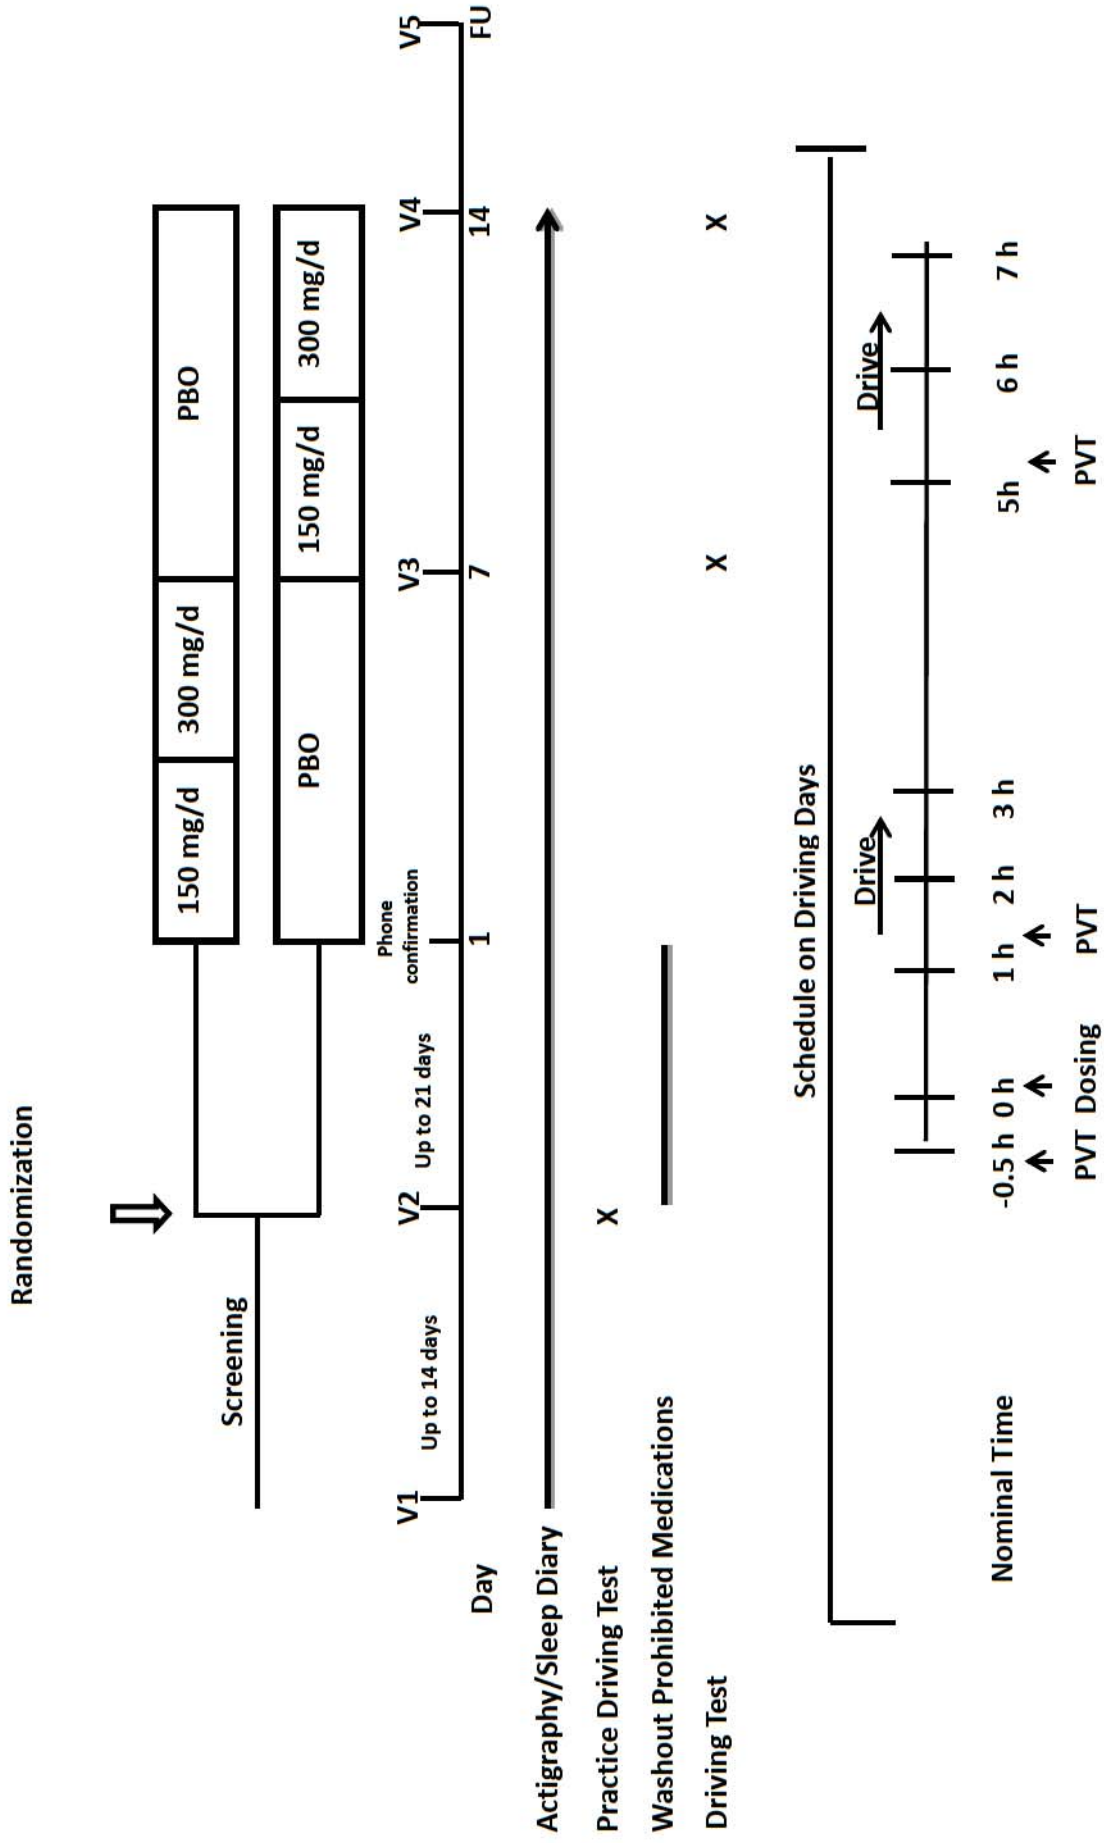 Randomization
Screening
150 mg/d 300 mg/d PBO
PBO 150 mg/d 300 mg/d
Phone
confirmation
V1 Up to 14 days V2 Up to 21 days V3 V4 V5
Day 1 7 14 FU
Actigraphy/Sleep Diary
Practice Driving Test X
Washout Prohibited Medications
Driving Test X X
Schedule on Driving Days
Drive Drive
Nominal Time -0.5 h 0 h 1 h 2 h 3 h 5h 6 h 7 h
PVT Dosing PVT PVT